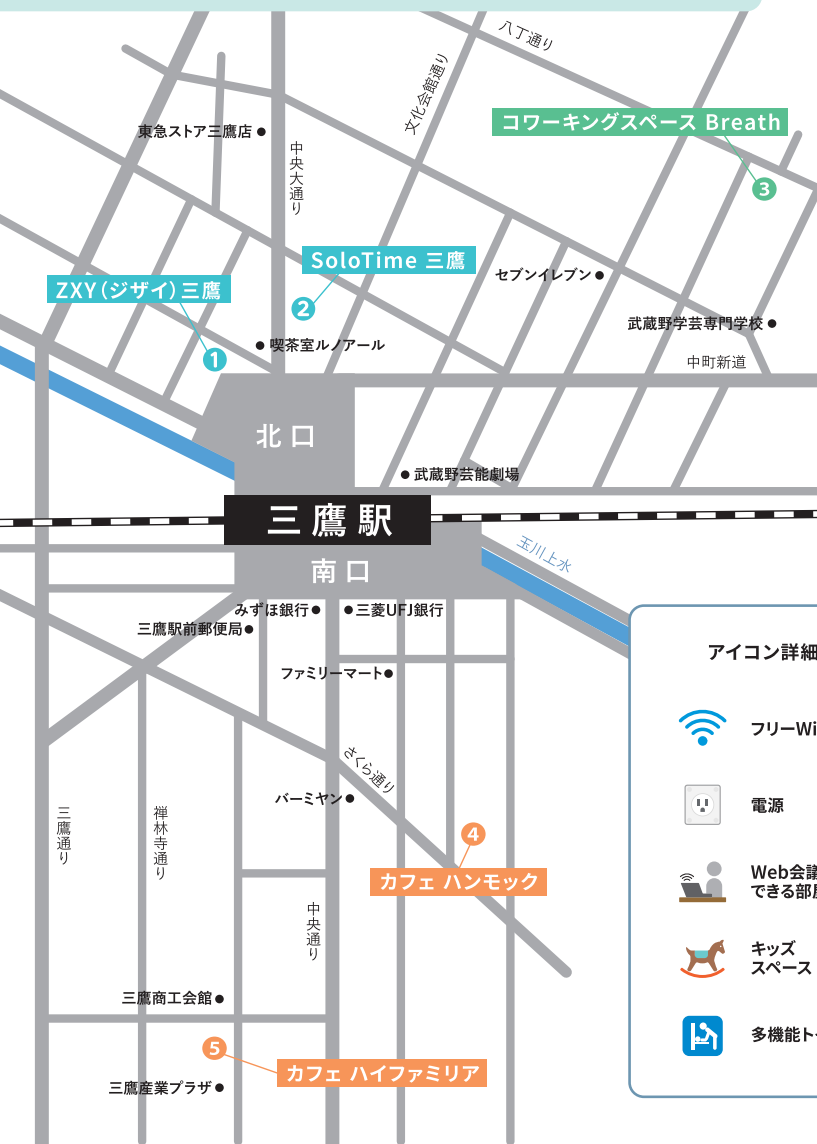 八丁通り
文化会館通り
コワーキングスペース Breath
東急ストア三鷹店
中央大通り
3
SoloTime 三鷹
セブンイレブン
ZXY(ジザイ)三鷹
2
武蔵野学芸専門学校
喫茶室ルノアール
1
中町新道
北口
武蔵野芸能劇場
三鷹駅
玉川上水
南口
みずほ銀行
三菱UFJ銀行
三鷹駅前郵便局
アイコン詳細
ファミリーマート
フリーWi
さくら通り
バーミヤン
電源
三鷹通り
禅林寺通り
4
カフェ ハンモック
Web会議
できる部屋
中央通り
キッズ
スペース
三鷹商工会館
5
多機能ト
カフェ ハイファミリア
三鷹産業プラザ